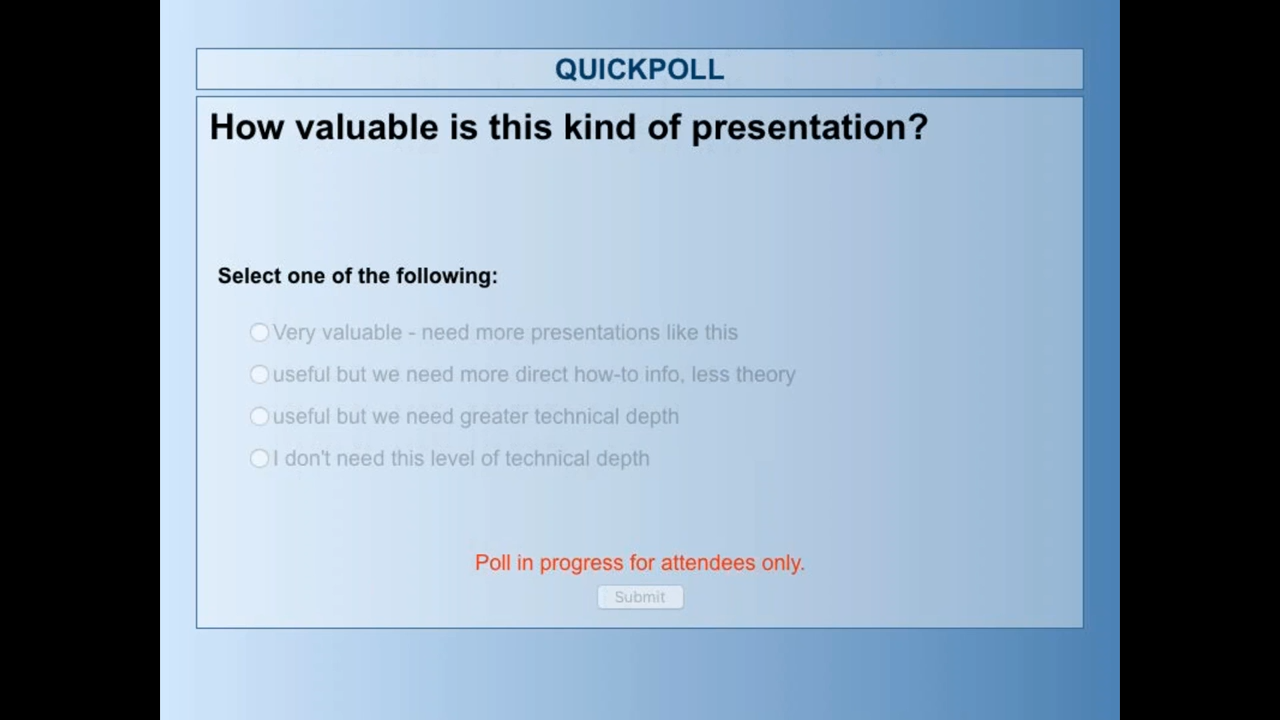 QUICKPOLL
How valuable is this kind of presentation?
Select one of the following:
Very valuable - need more presentations like this
useful but we need more direct how-to info, less theory
useful but we need greater technical depth
I don't need this level of technical depth
Poll in progress for attendees only.
Submit